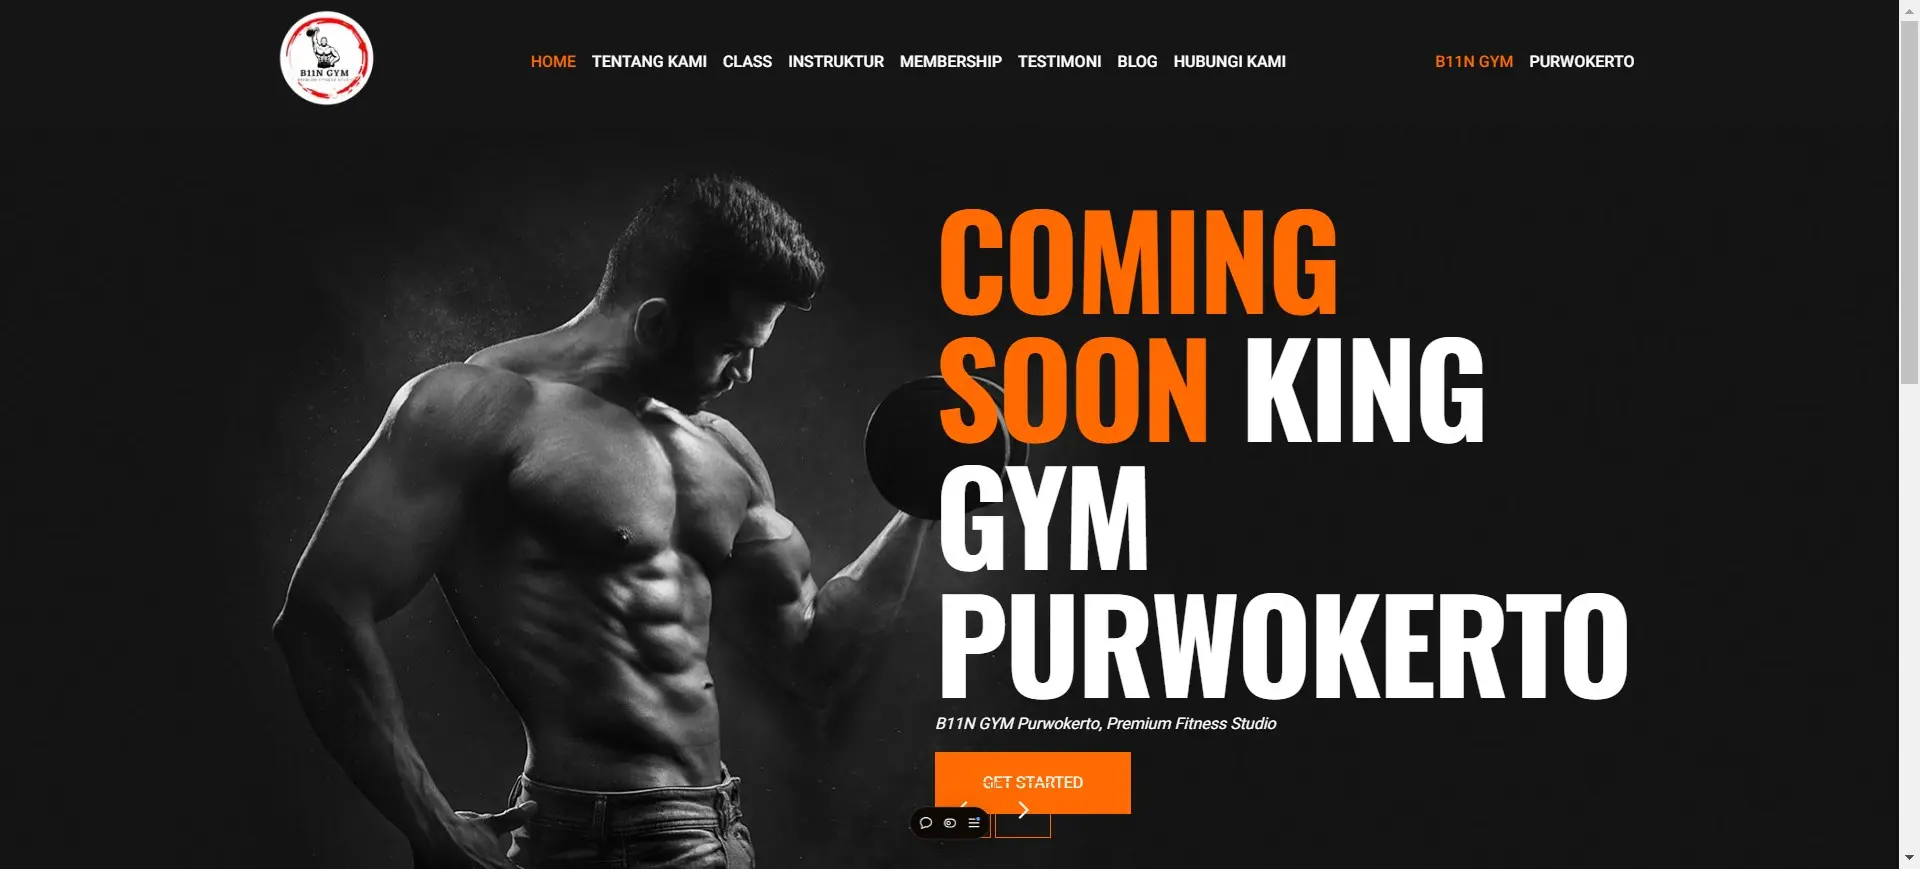 B11N GYM
HOME TENTANG KAMI CLASS INSTRUKTUR MEMBERSHIP TESTIMONI BLOG HUBUNGI KAMI
B11N GYM PURWOKERTO
COMING
SOON KING
GYM
PURWOKERTO
B11N GYM Purwokerto, Premium Fitness Studio
GET STARTED